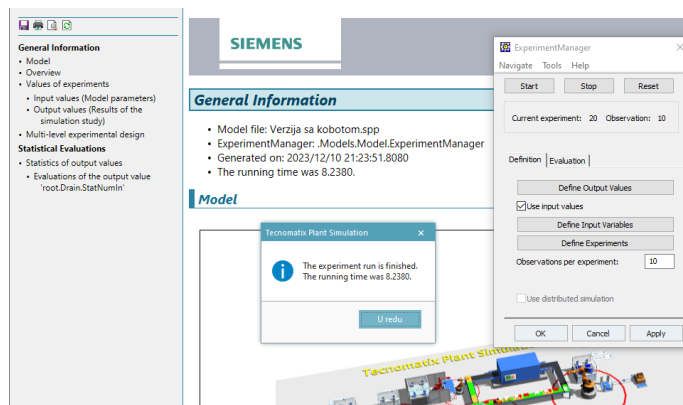 General Information
• Model
• Overview
• Values of experiments
• Input values (Model parameters)
• Output values (Results of the
simulation study)
• Multi-level experimental design
Statistical Evaluations
• Statistics of output values
• Evaluations of the output value
'root.Drain.StatNumIn'
SIEMENS
General Information
• Model file: Verzija sa kobotom.spp
• ExperimentManager: .Models.Model.ExperimentManager
• Generated on: 2023/12/10 21:23:51.8080
• The running time was 8.2380.
Model
Tecnomatix Plant Simulation
The experiment run is finished.
The running time was 8.2380.
U redu
Tecnomatix Plant Simulati
ExperimentManager
Navigate Tools Help
Start Stop Reset
Current experiment: 20 Observation: 10
Definition Evaluation
Define Output Values
Use input values
Define Input Variables
Define Experiments
Observations per experiment: 10
Use distributed simulation
OK Cancel Apply